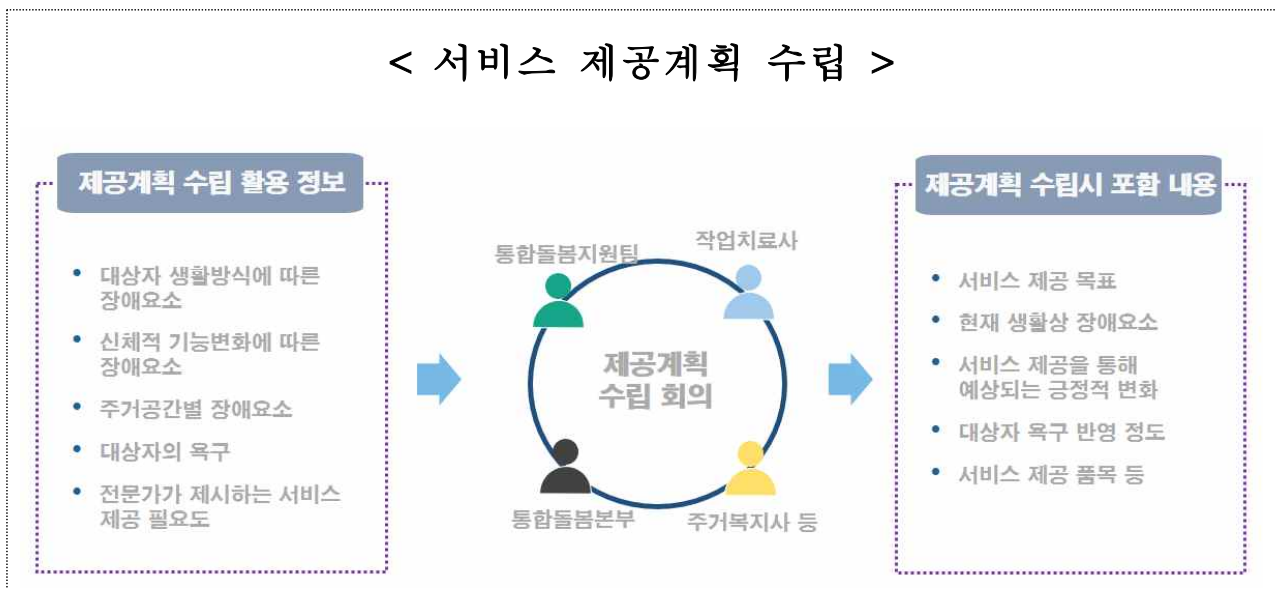 < 서비스 제공계획 수립 >
제공계획 수립 활용 정보
• 대상자 생활방식에 따른
장애요소
• 신체적 기능변화에 따른
장애요소
• 주거공간별 장애요소
• 대상자의 욕구
• 전문가가 제시하는 서비스
제공 필요도
통합돌봄지원팀
작업치료사
제공계획
수립 회의
통합돌봄본부
주거복지사 등
제공계획 수립시 포함 내용
• 서비스 제공 목표
• 현재 생활상 장애요소
• 서비스 제공을 통해
예상되는 긍정적 변화
• 대상자 욕구 반영 정도
• 서비스 제공 품목 등